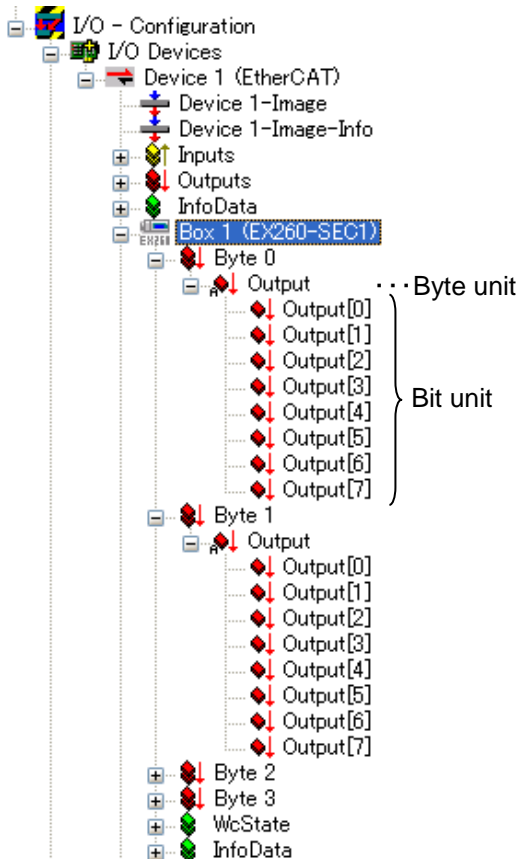 I/O - Configuration
I/O Devices
Device 1 (EtherCAT)
Device 1-Image
Device 1-Image-Info
Inputs
Outputs
InfoData
EX260 Box 1 (EX260-SEC1)
Byte 0
Output ･･･Byte unit
Output[0]
Output[1]
Output[2]
Output[3]
Output[4] Bit unit
Output[5]
Output[6]
Output[7]
Byte 1
Output
Output[0]
Output[1]
Output[2]
Output[3]
Output[4]
Output[5]
Output[6]
Output[7]
Byte 2
Byte 3
WcState
InfoData